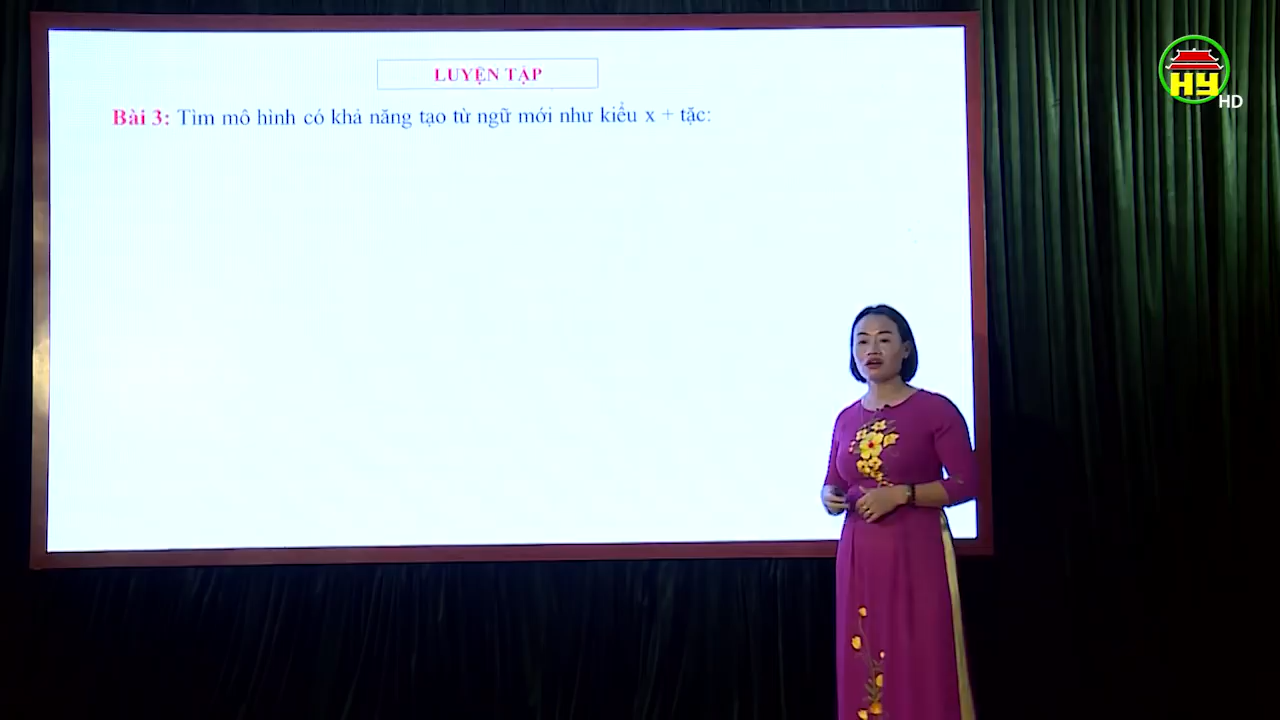 HY
HD
LUYỆN TẬP
Bài 3: Tìm mô hình có khả năng tạo từ ngữ mới như kiểu x + tặc: